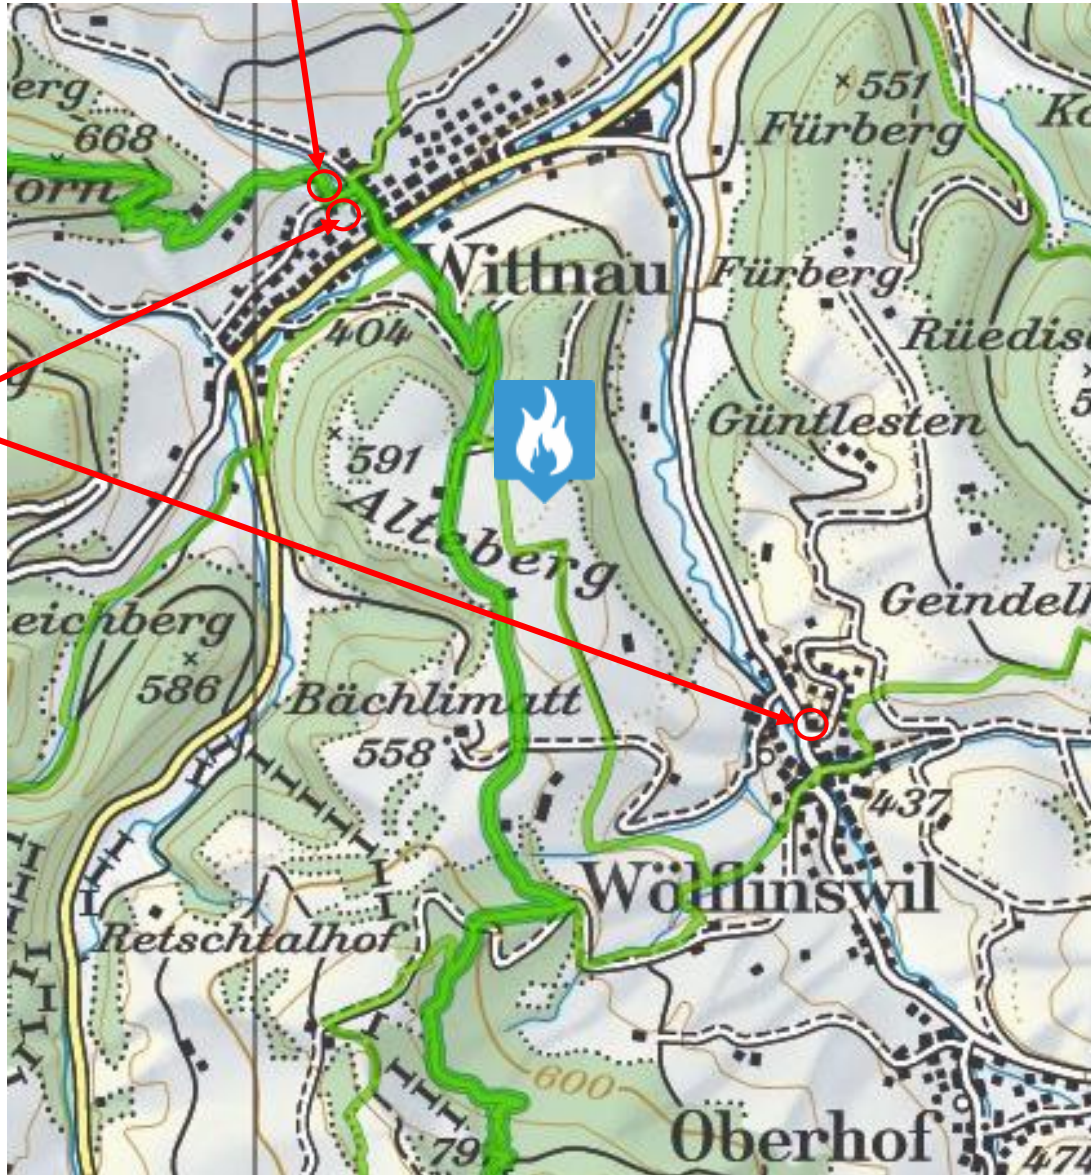 erg
668
orn
551
Fürberg
Wittnau
Fürberg
404
Rüedis
Güntlesten
591
Alteberg
Geindel
eichberg
586
Bächlimatt
558
437
Wölflinswil
Retschtalhof
600
79
Oberhof